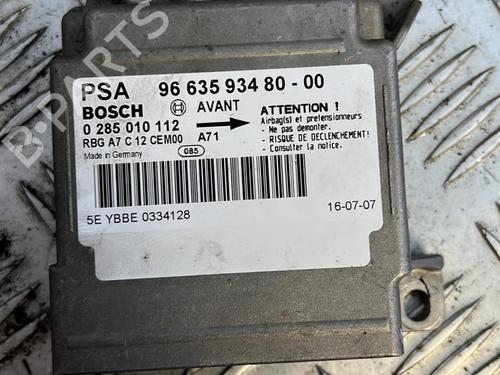 PSA 96 635 934 80 - 00
BOSCH AVANT
0 285 010 112
RBG A7 C 12 CEM00 A71
Made in Germany 085
ATTENTION !
Airbag(s) et pretensionneurs
- Ne pas demonter.
- RISQUE DE DECLENCHEMENT!
- Consulter la notice.
5E YBBE 0334128
16-07-07
B-PARTS